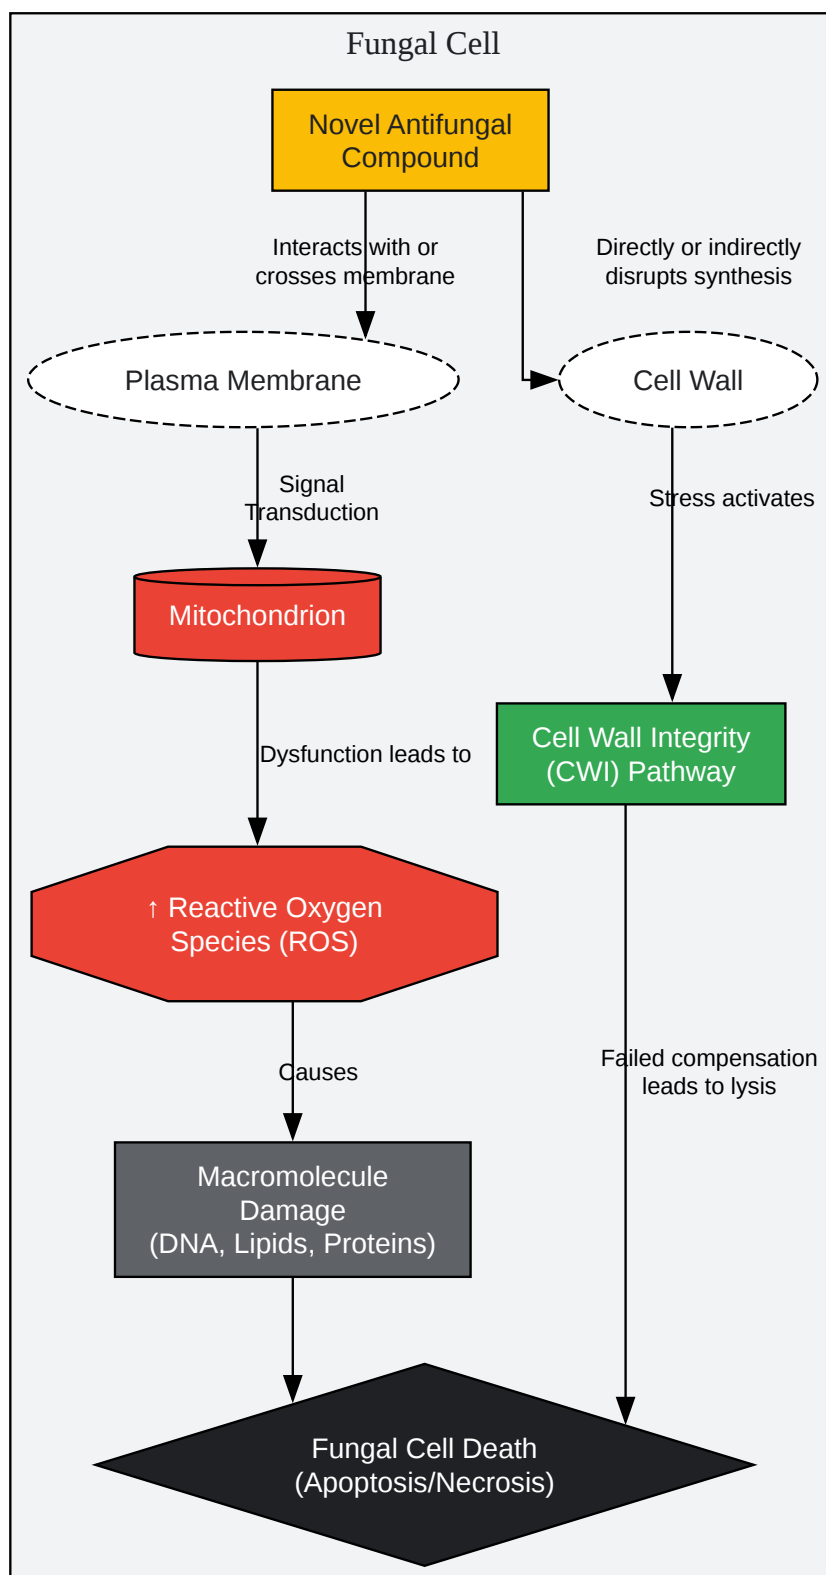 Fungal Cell
Novel Antifungal
Compound
Interacts with or
crosses membrane
Directly or indirectly
disrupts synthesis
Plasma Membrane
Cell Wall
Signal
Transduction
Stress activates
Mitochondrion
Dysfunction leads to
Cell Wall Integrity
(CWI) Pathway
↑ Reactive Oxygen
Species (ROS)
Causes
Failed compensation
leads to lysis
Macromolecule
Damage
(DNA, Lipids, Proteins)
Fungal Cell Death
(Apoptosis/Necrosis)